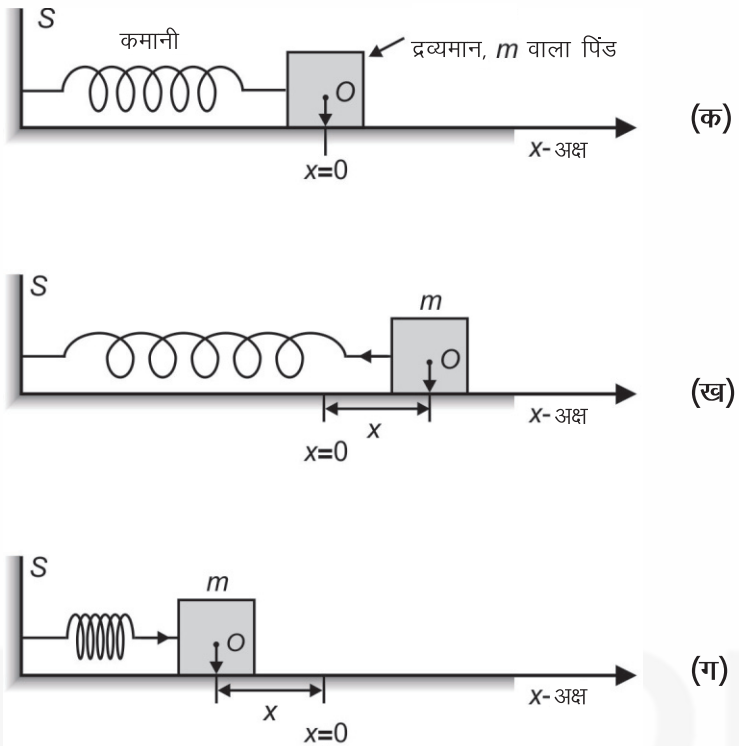 S
कमानी
द्रव्यमान, m वाला पिंड
O
(क)
x- अक्ष
x=0
S
m
O
(ख)
x
x- अक्ष
x=0
S
m
O
(ग)
x
x- अक्ष
x=0